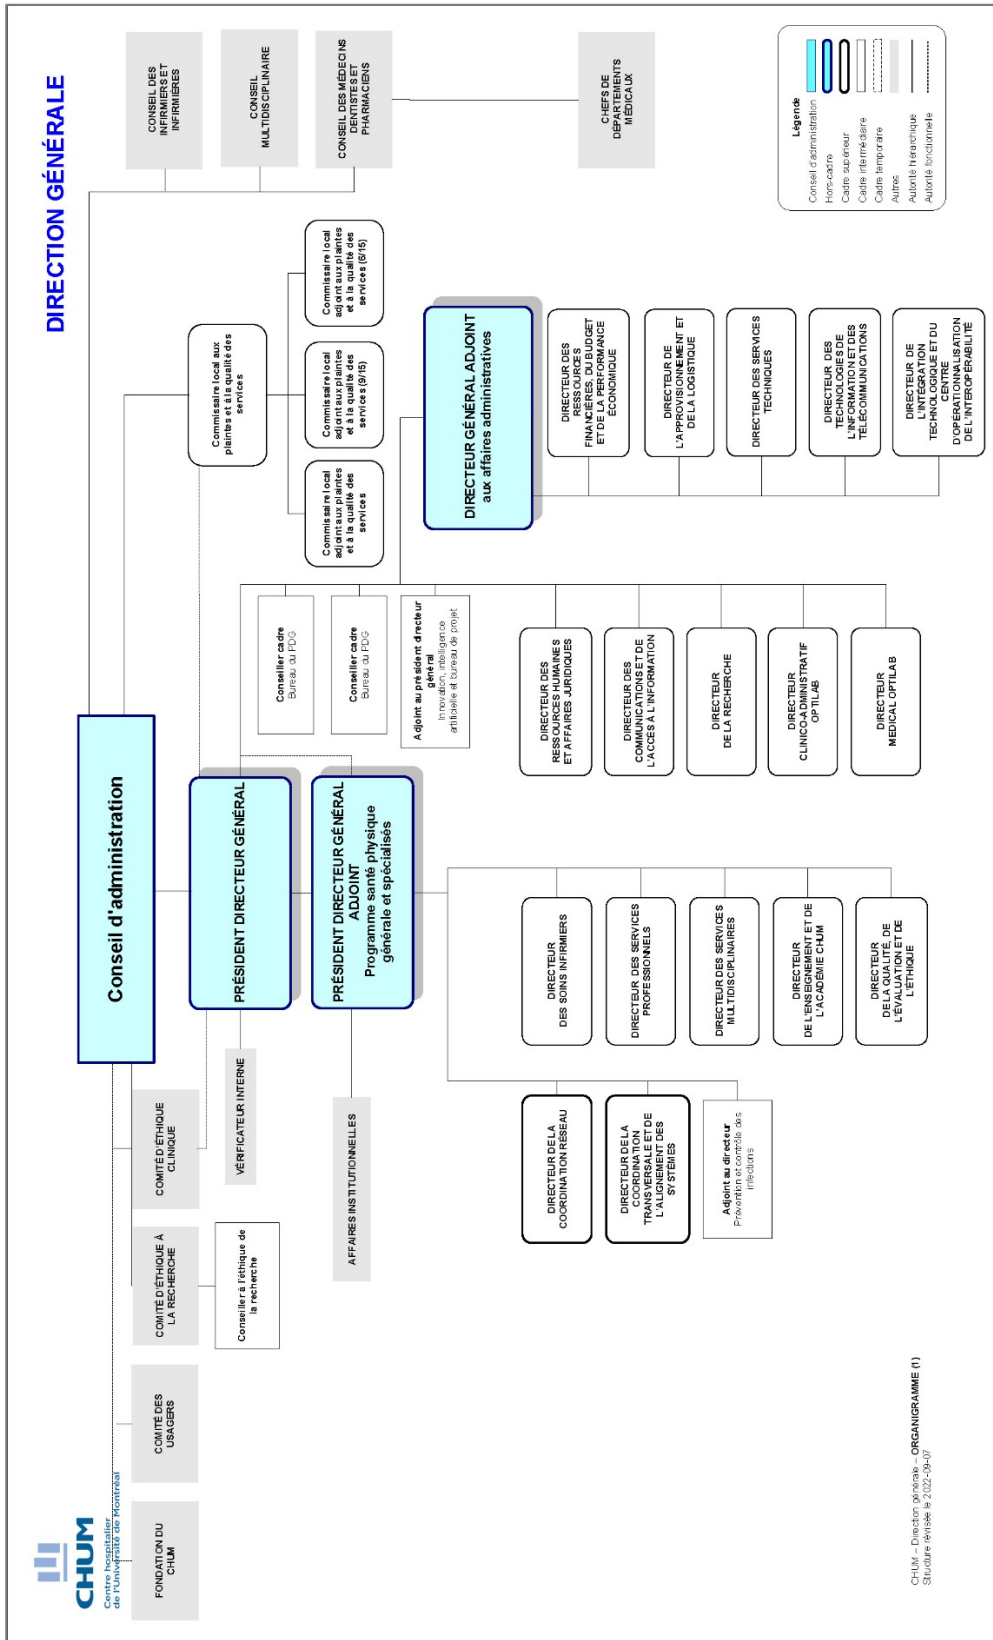 CHUM
Centre hospitalier
de l'Université de Montréal
DIRECTION GÉNÉRALE
Conseil d'administration
FONDATION DU
CHUM
COMITÉ DES
USAGERS
COMITÉ D'ÉTHIQUE À
LA RECHERCHE
COMITÉ D'ÉTHIQUE
CLINIQUE
Conseiller à l'éthique de
la recherche
CONSEIL DES
INFIRMIERS ET
INFIRMIÈRES
CONSEIL
MULTIDISCIPLINAIRE
CONSEIL DES MÉDECINS
DENTISTES ET
PHARMACIENS
CHEFS DE
DÉPARTEMENTS
MÉDICAUX
Commissaire local aux
plaintes et à la qualité des
services
Commissaire local
adjoint aux plaintes
et à la qualité des
services
Commissaire local
adjoint aux plaintes
et à la qualité des
services (9/15)
Commissaire local
adjoint aux plaintes
et à la qualité des
services (6/15)
PRÉSIDENT DIRECTEUR GÉNÉRAL
VÉRIFICATEUR INTERNE
Conseiller cadre
Bureau du PDG
Conseiller cadre
Bureau du PDG
Adjoint au président directeur
général
Innovation, intelligence
artificielle et bureau de projet
PRÉSIDENT DIRECTEUR GÉNÉRAL
ADJOINT
Programme santé physique
générale et spécialisés
AFFAIRES INSTITUTIONNELLES
DIRECTEUR GÉNÉRAL ADJOINT
aux affaires administratives
DIRECTEUR DE LA
COORDINATION RÉSEAU
DIRECTEUR DE LA
COORDINATION
TRANSVERSALE ET DE
L'ALIGNEMENT DES
SYSTÈMES
Adjoint au directeur
Prévention et contrôle des
infections
DIRECTEUR
DES SOINS INFIRMIERS
DIRECTEUR DES SERVICES
PROFESSIONNELS
DIRECTEUR DES SERVICES
MULTIDISCIPLINAIRES
DIRECTEUR
DE L'ENSEIGNEMENT ET DE
L'ACADÉMIE CHUM
DIRECTEUR
DE LA QUALITÉ, DE
L'ÉVALUATION ET DE
L'ÉTHIQUE
DIRECTEUR DES
RESSOURCES HUMAINES
ET AFFAIRES JURIDIQUES
DIRECTEUR DES
COMMUNICATIONS ET DE
L'ACCÈS À L'INFORMATION
DIRECTEUR
DE LA RECHERCHE
DIRECTEUR
CLINICO-ADMINISTRATIF
OPTILAB
DIRECTEUR
MEDICAL OPTILAB
DIRECTEUR DES
RESSOURCES
FINANCIÈRES, DU BUDGET
ET DE LA PERFORMANCE
ÉCONOMIQUE
DIRECTEUR DE
L'APPROVISIONNEMENT ET
DE LA LOGISTIQUE
DIRECTEUR DES SERVICES
TECHNIQUES
DIRECTEUR DES
TECHNOLOGIES DE
L'INFORMATION ET DES
TÉLÉCOMMUNICATIONS
DIRECTEUR DE
L'INTÉGRATION
TECHNOLOGIQUE ET DU
CENTRE
D'OPÉRATIONNALISATION
DE L'INTEROPÉRABILITÉ
Légende
Conseil d'administration
Hors-cadre
Cadre supérieur
Cadre intermédiaire
Cadre temporaire
Autres
Autorité hiérarchique
Autorité fonctionnelle
CHUM – Direction générale – ORGANIGRAMME (1)
Structure révisée le 2022-09-07